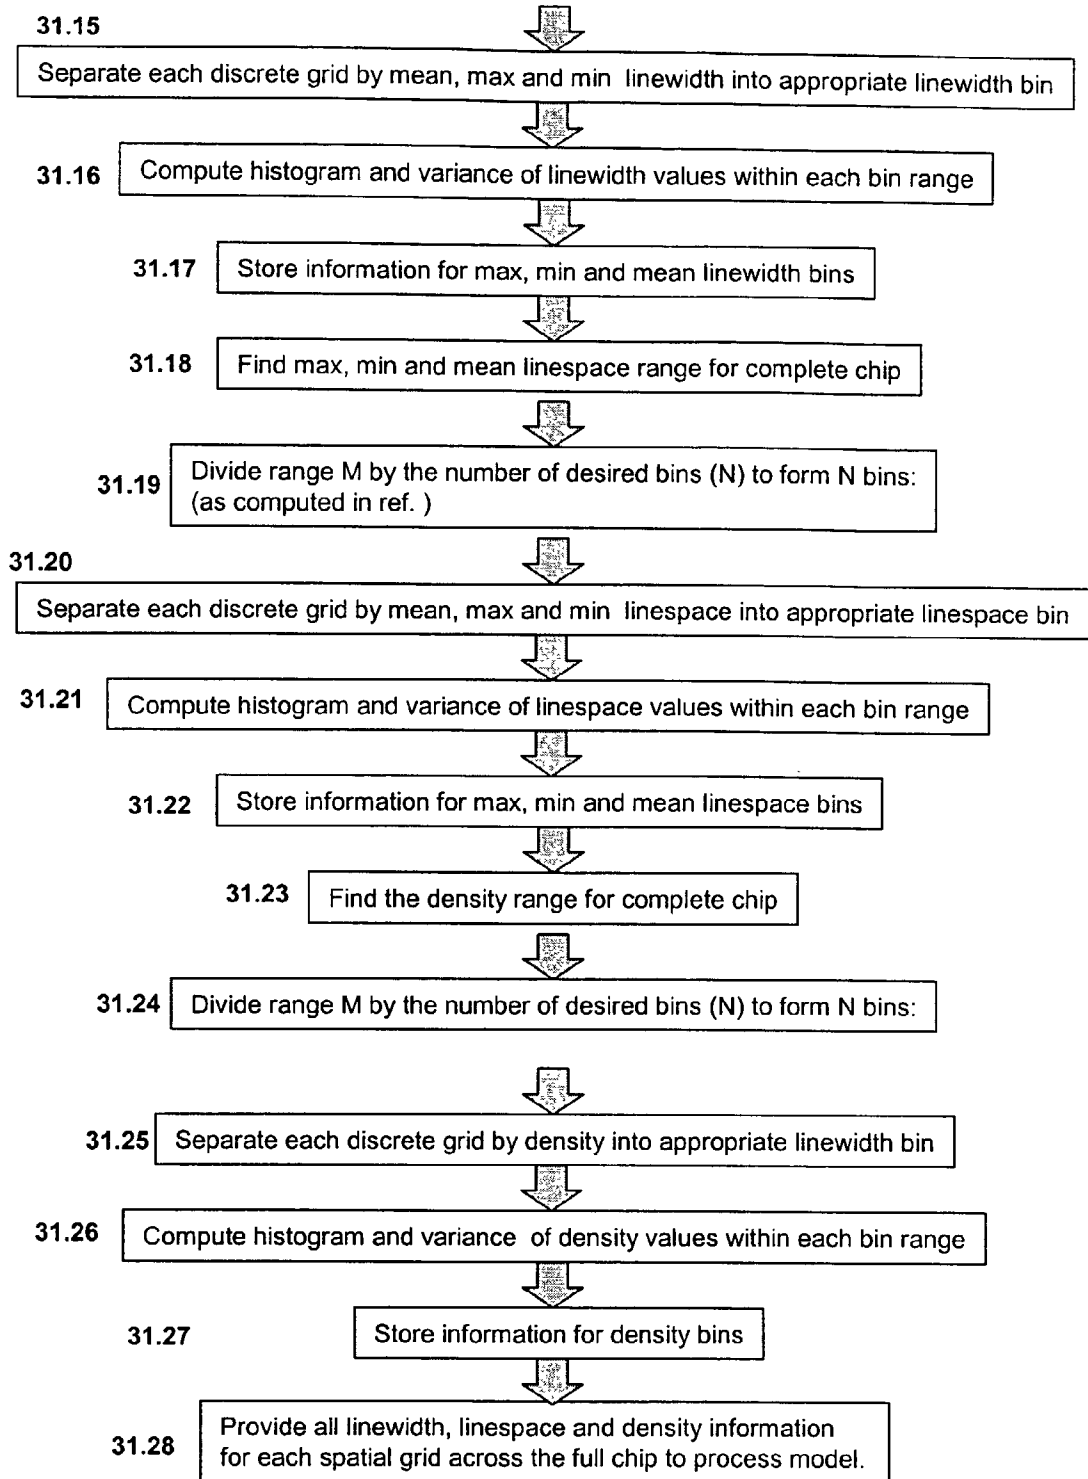 31.15
Separate each discrete grid by mean, max and min linewidth into appropriate linewidth bin
31.16 Compute histogram and variance of linewidth values within each bin range
31.17 Store information for max, min and mean linewidth bins
31.18 Find max, min and mean linespace range for complete chip
31.19 Divide range M by the number of desired bins (N) to form N bins:
(as computed in ref. )
31.20
Separate each discrete grid by mean, max and min linespace into appropriate linespace bin
31.21 Compute histogram and variance of linespace values within each bin range
31.22 Store information for max, min and mean linespace bins
31.23 Find the density range for complete chip
31.24 Divide range M by the number of desired bins (N) to form N bins:
31.25 Separate each discrete grid by density into appropriate linewidth bin
31.26 Compute histogram and variance of density values within each bin range
31.27 Store information for density bins
31.28 Provide all linewidth, linespace and density information
for each spatial grid across the full chip to process model.